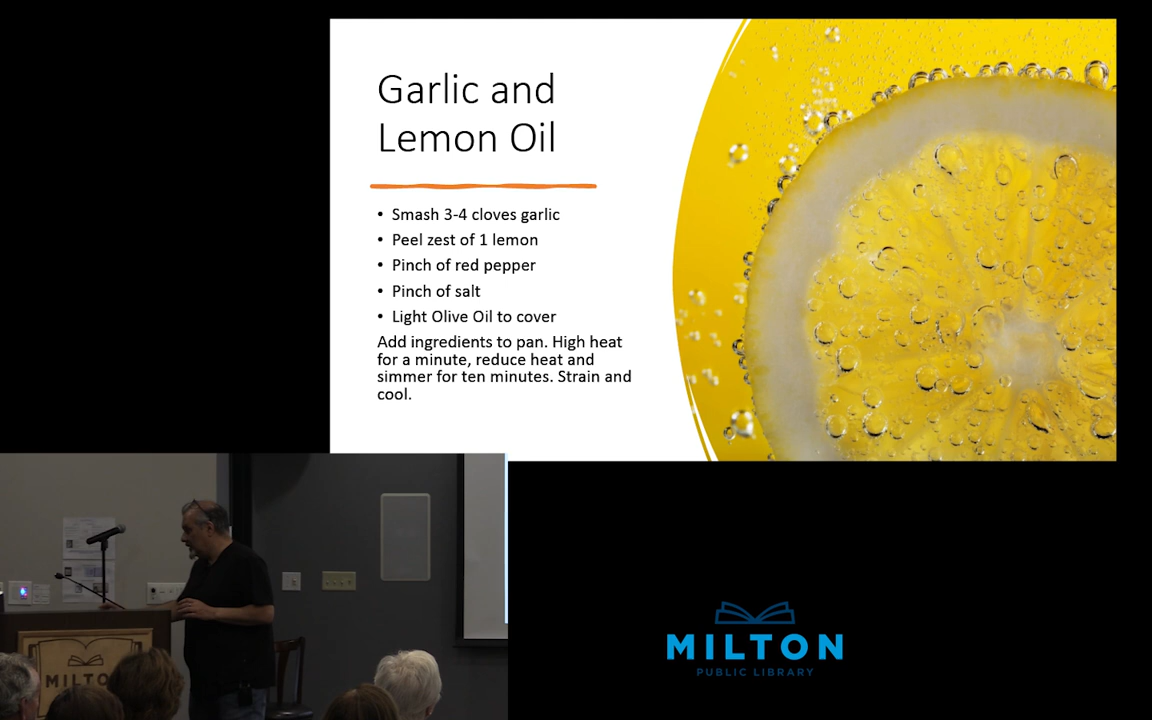 Garlic and
Lemon Oil
• Smash 3-4 cloves garlic
• Peel zest of 1 lemon
• Pinch of red pepper
• Pinch of salt
• Light Olive Oil to cover
Add ingredients to pan. High heat
for a minute, reduce heat and
simmer for ten minutes. Strain and
cool.
MILTON
MILTON
PUBLIC LIBRARY